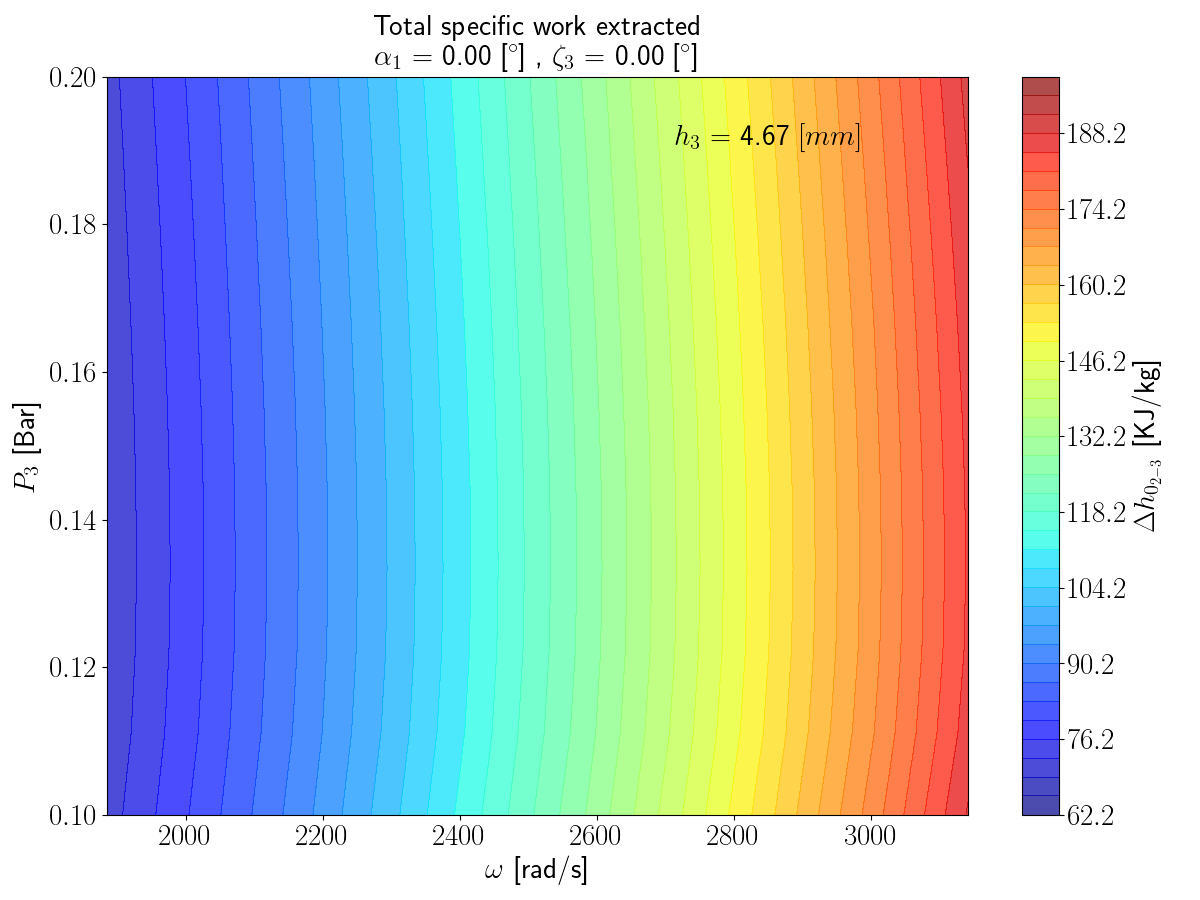 Total specific work extracted
α₁ = 0.00 [°] , ζ₃ = 0.00 [°]
h₃ = 4.67 [mm]
0.20
0.18
0.16
0.14
0.12
0.10
P₃ [Bar]
2000 2200 2400 2600 2800 3000
ω [rad/s]
188.2
174.2
160.2
146.2
132.2
118.2
104.2
90.2
76.2
62.2
Δh₀₂₋₃ [KJ/kg]